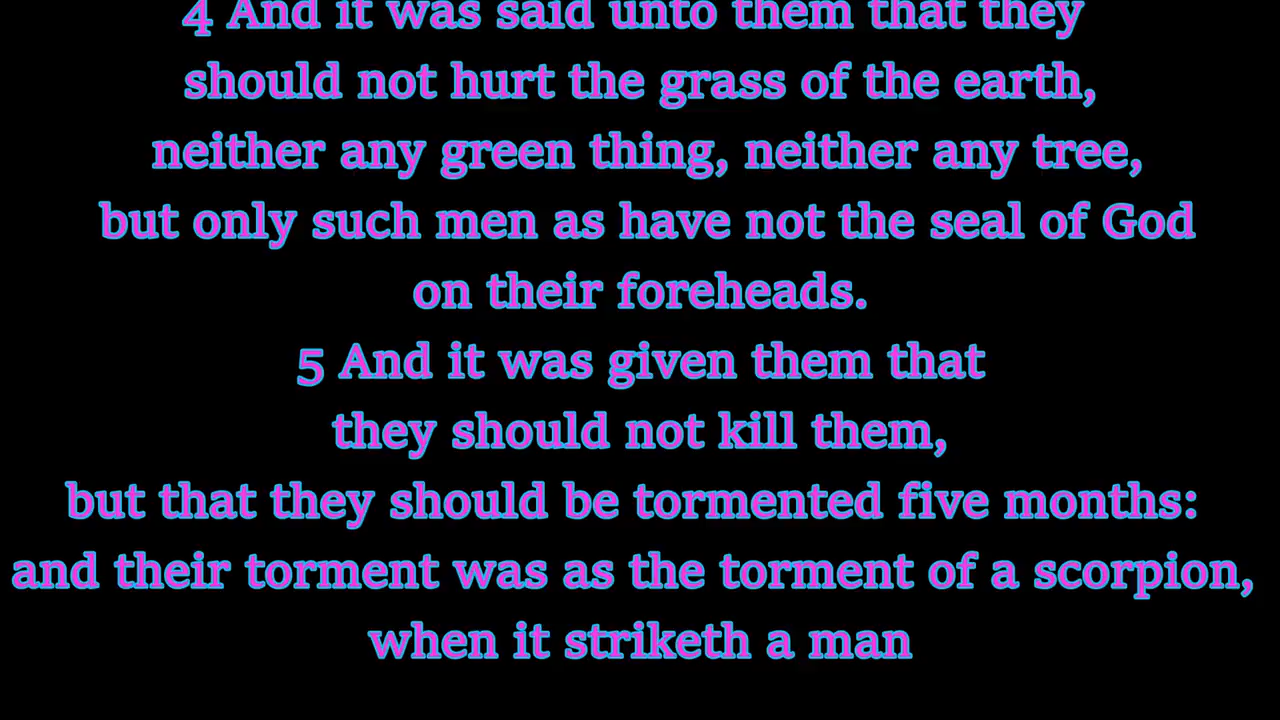 4 And it was said unto them that they
should not hurt the grass of the earth,
neither any green thing, neither any tree,
but only such men as have not the seal of God
on their foreheads.
5 And it was given them that
they should not kill them,
but that they should be tormented five months:
and their torment was as the torment of a scorpion,
when it striketh a man